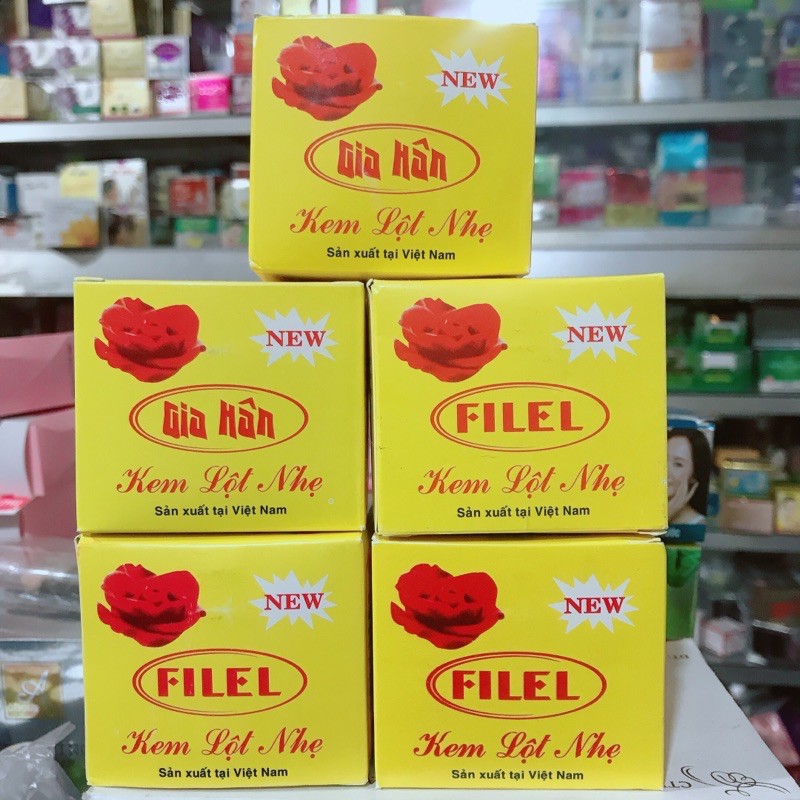 NEW
Gia Hân
Kem Lột Nhẹ
Sản xuất tại Việt Nam
NEW
Gia Hân
Kem Lột Nhẹ
Sản xuất tại Việt Nam
NEW
FILEL
Kem Lột Nhẹ
Sản xuất tại Việt Nam
NEW
FILEL
Kem Lột Nhẹ
Sản xuất tại Việt Nam
NEW
FILEL
Kem Lột Nhẹ
Sản xuất tại Việt Nam